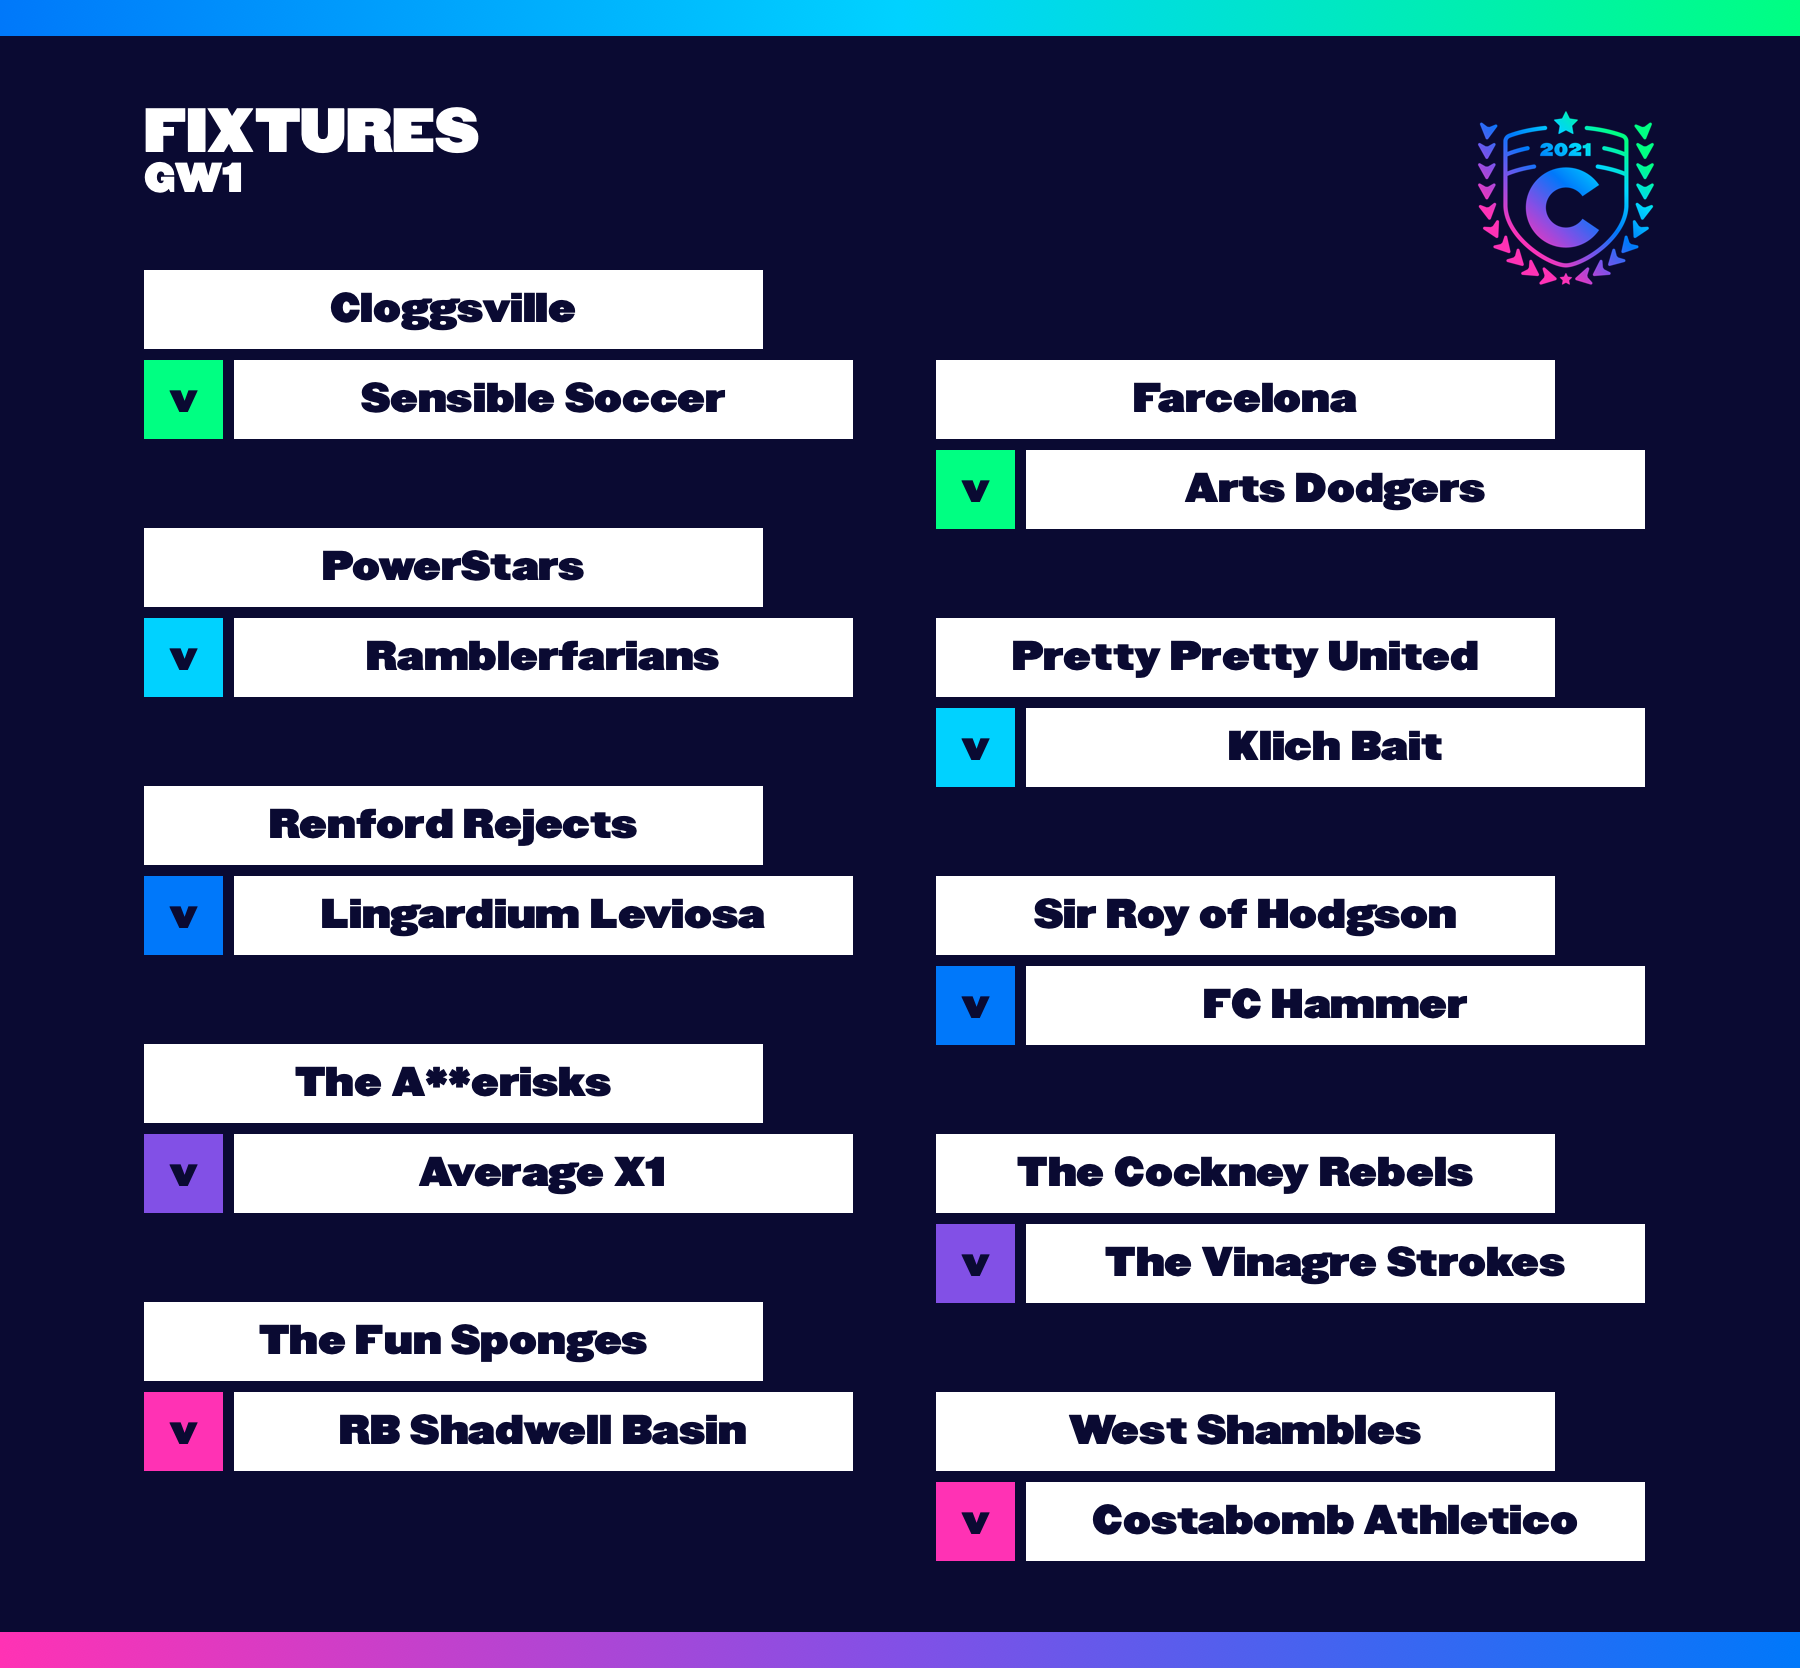 FIXTURES
GW1
2021
C
Cloggsville
v Sensible Soccer
PowerStars
v Ramblerfarians
Renford Rejects
v Lingardium Leviosa
The A**erisks
v Average X1
The Fun Sponges
v RB Shadwell Basin
Farcelona
v Arts Dodgers
Pretty Pretty United
v Klich Bait
Sir Roy of Hodgson
v FC Hammer
The Cockney Rebels
v The Vinagre Strokes
West Shambles
v Costabomb Athletico